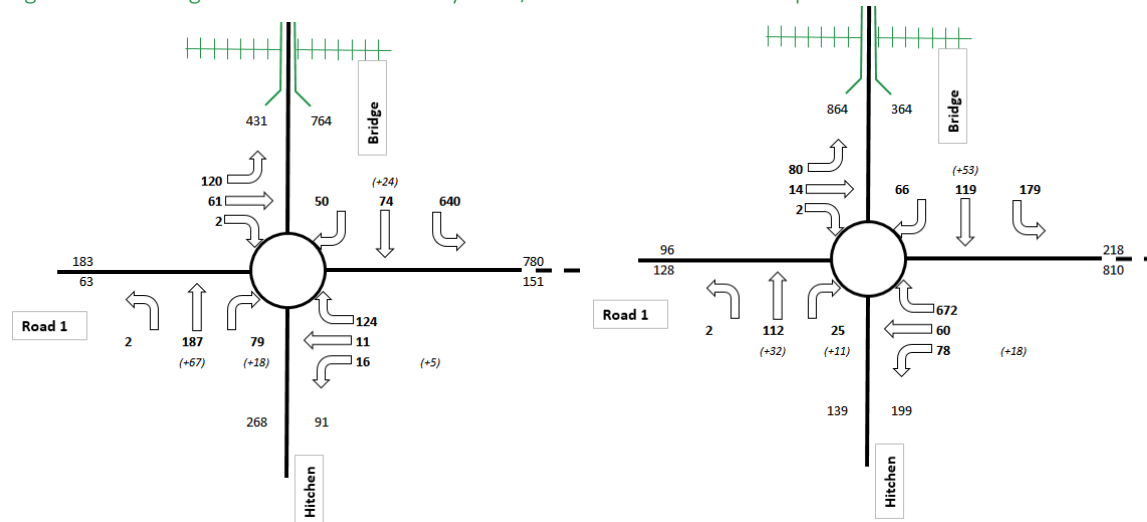 431 764
Bridge
(+24)
120
61
2
50 74 640
183
63
780
151
Road 1
2 187 79
(+67) (+18)
124
11
16 (+5)
268 91
Hitchen
864 364
Bridge
(+53)
80
14
2
66 119 179
96
128
218
810
Road 1
2 112 25
(+32) (+11)
672
60
78 (+18)
139 199
Hitchen